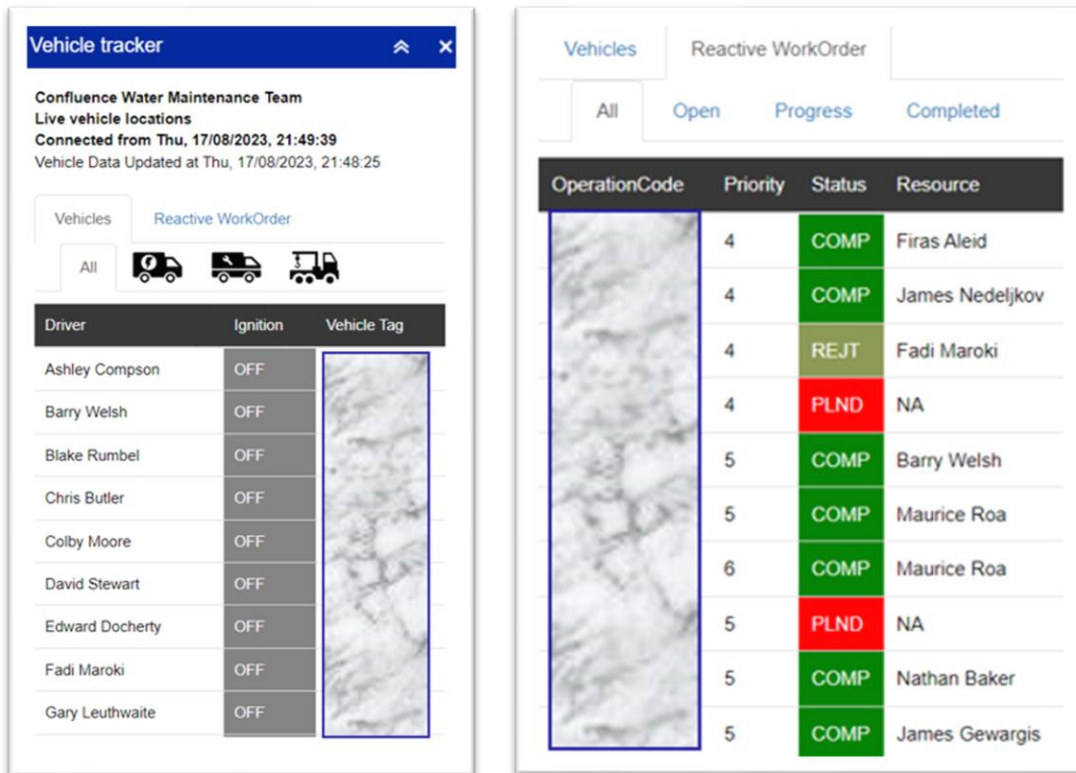 Vehicle tracker
Confluence Water Maintenance Team
Live vehicle locations
Connected from Thu, 17/08/2023, 21:49:39
Vehicle Data Updated at Thu, 17/08/2023, 21:48:25
Vehicles Reactive WorkOrder
All
Driver Ignition Vehicle Tag
Ashley Compson OFF
Barry Welsh OFF
Blake Rumbel OFF
Chris Butler OFF
Colby Moore OFF
David Stewart OFF
Edward Docherty OFF
Fadi Maroki OFF
Gary Leuthwaite OFF
Vehicles Reactive WorkOrder
All Open Progress Completed
OperationCode Priority Status Resource
4 COMP Firas Aleid
4 COMP James Nedeljkov
4 REJT Fadi Maroki
4 PLND NA
5 COMP Barry Welsh
5 COMP Maurice Roa
6 COMP Maurice Roa
5 PLND NA
5 COMP Nathan Baker
5 COMP James Gewargis